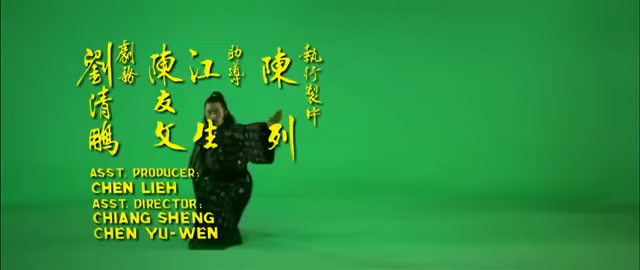 執行製片
陳列
助導
江生
陳友文
劇務
劉清鵬
ASST. PRODUCER:
CHEN LIEH
ASST. DIRECTOR:
CHIANG SHENG
CHEN YU-WEN